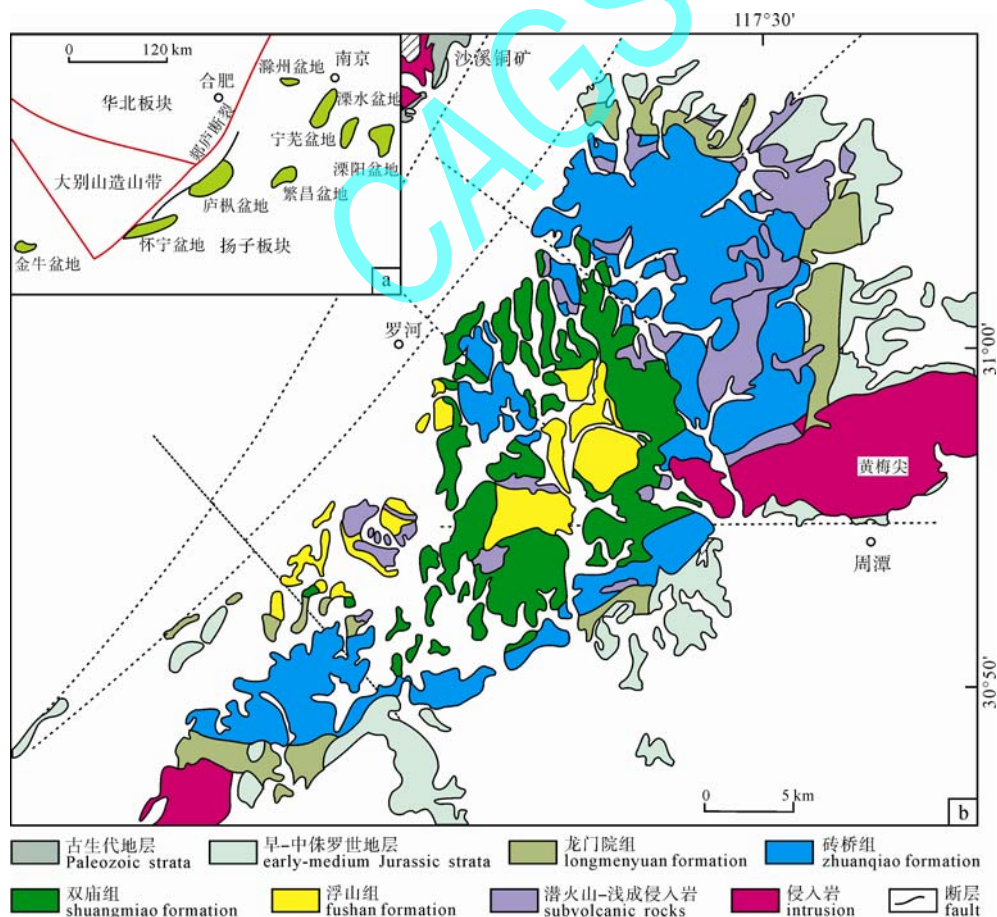 117°30′
0 120 km
南京
滁州盆地
沙溪铜矿
合肥
华北板块
溧水盆地
郯庐断裂
宁芜盆地
溧阳盆地
大别山造山带
繁昌盆地
庐枞盆地
怀宁盆地 扬子板块
金牛盆地
a
CAGS
罗河
31°00′
黄梅尖
周潭
30°50′
0 5 km
b
古生代地层
Paleozoic strata
早–中侏罗世地层
early-medium Jurassic strata
龙门院组
longmenyuan formation
砖桥组
zhuanqiao formation
双庙组
shuangmiao formation
浮山组
fushan formation
潜火山–浅成侵入岩
subvolcanic rocks
侵入岩
intrusion
断层
fault